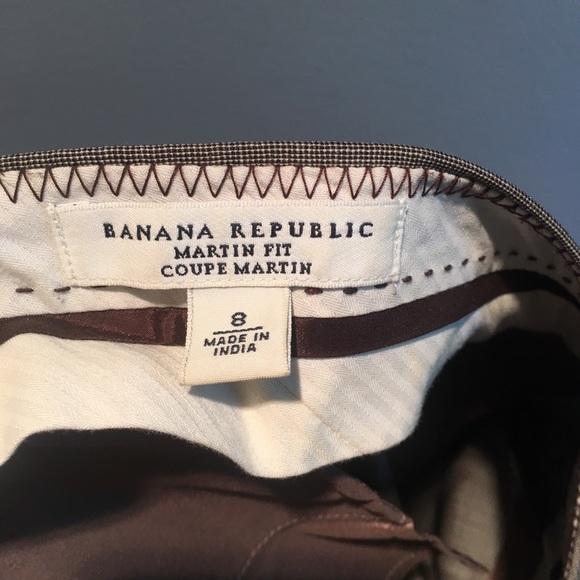 BANANA REPUBLIC
MARTIN FIT
COUPE MARTIN
8
MADE IN
INDIA